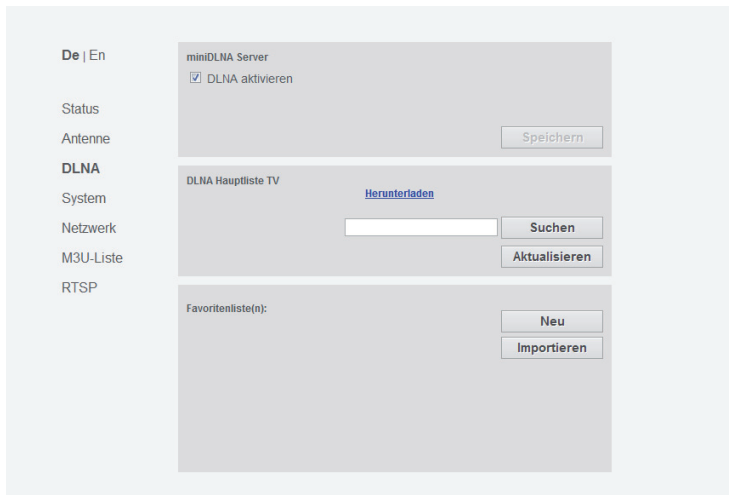 De | En
Status
Antenne
DLNA
System
Netzwerk
M3U-Liste
RTSP
miniDLNA Server
DLNA aktivieren
Speichern
DLNA Hauptliste TV
Herunterladen
Suchen
Aktualisieren
Favoritenliste(n):
Neu
Importieren